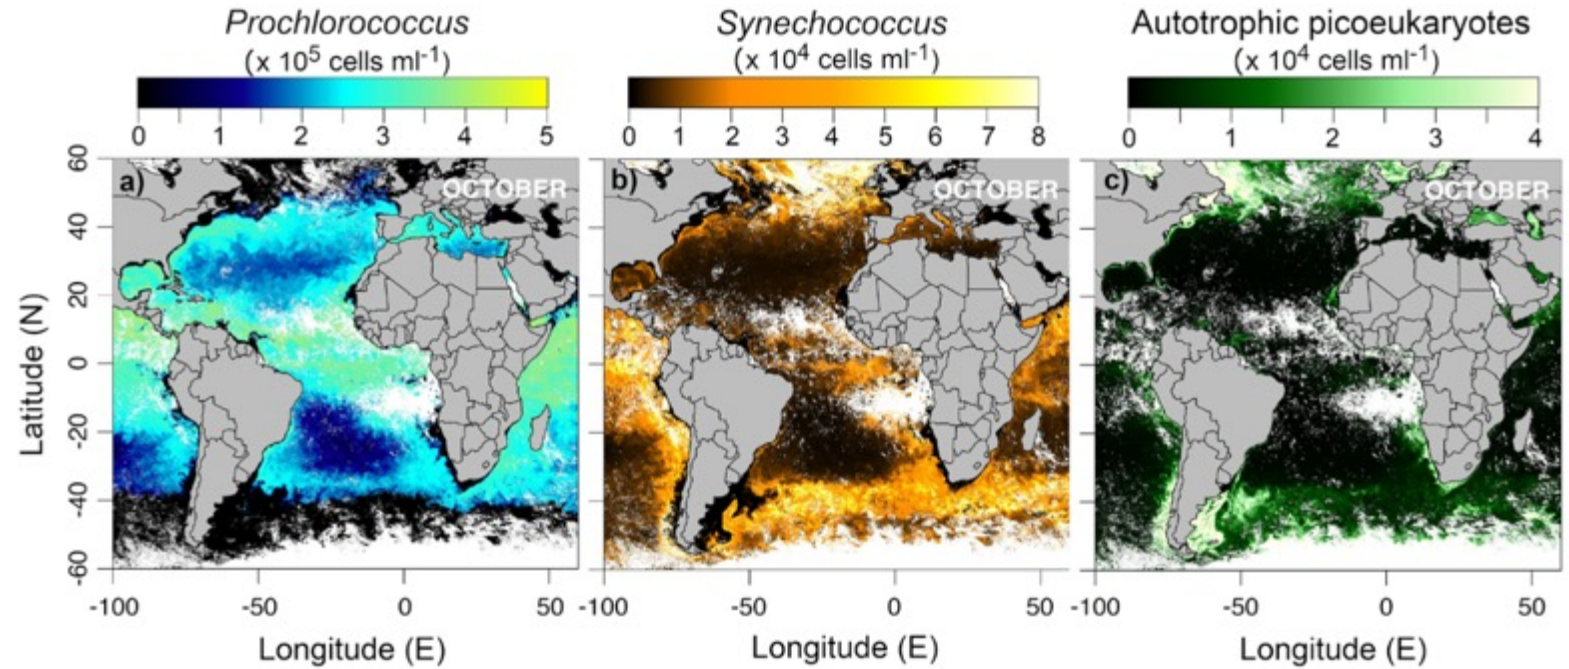 Prochlorococcus
(x 10⁵ cells ml⁻¹)
0 1 2 3 4 5
Synechococcus
(x 10⁴ cells ml⁻¹)
0 1 2 3 4 5 6 7 8
Autotrophic picoeukaryotes
(x 10⁴ cells ml⁻¹)
0 1 2 3 4
Latitude (N)
60
40
20
0
-20
-40
-60
a) OCTOBER
b) OCTOBER
c) OCTOBER
-100 -50 0 50
-100 -50 0 50
-100 -50 0 50
Longitude (E)
Longitude (E)
Longitude (E)